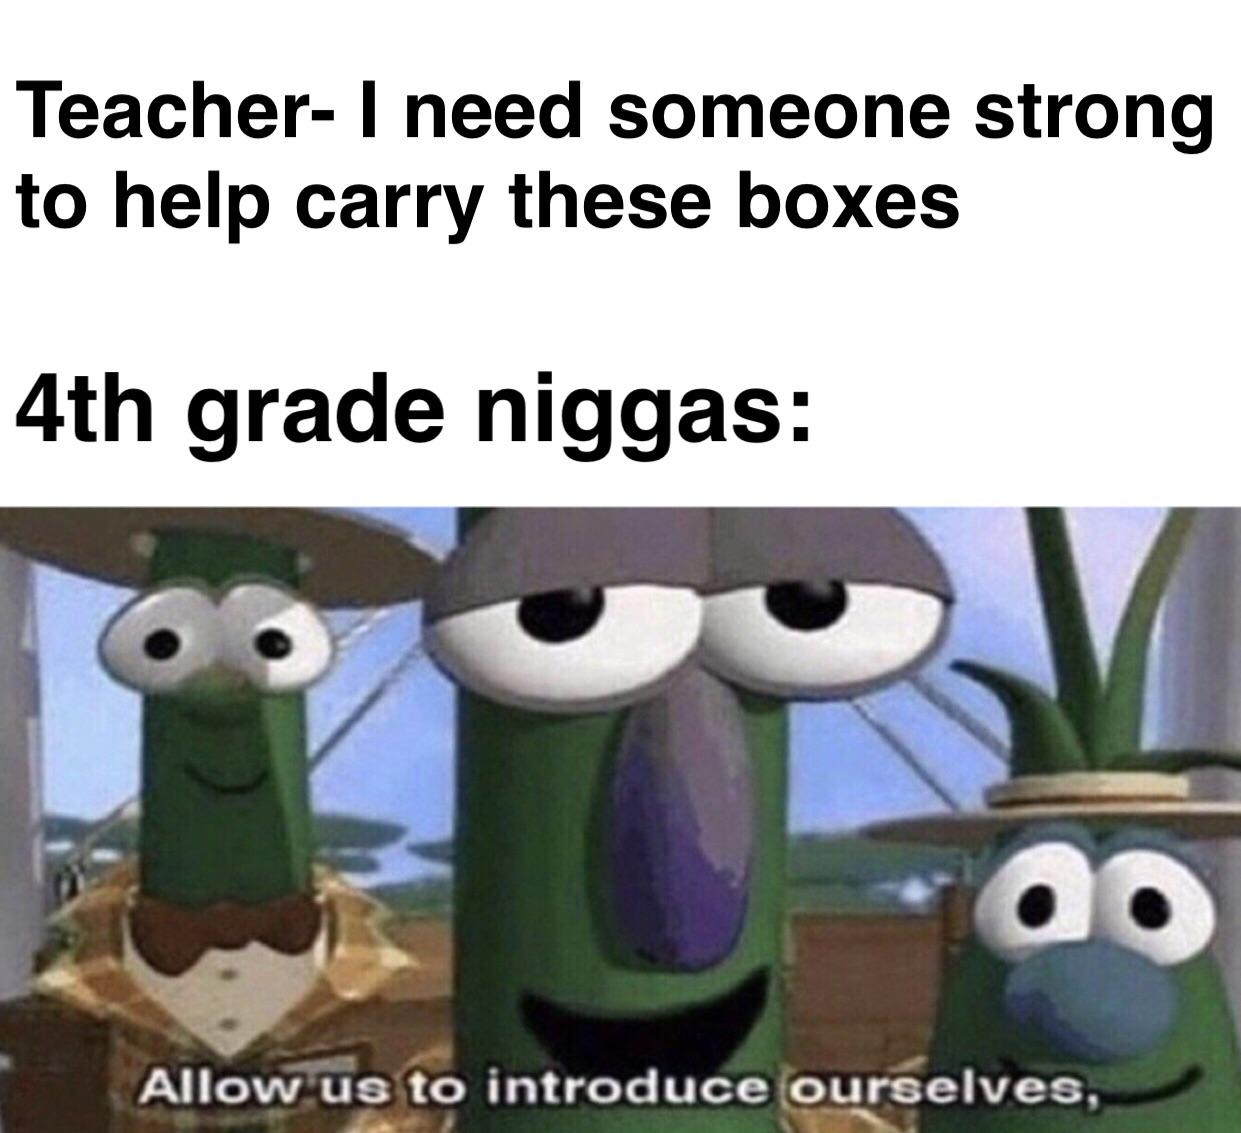 Teacher- I need someone strong
to help carry these boxes
4th grade niggas:
Allow us to introduce ourselves,